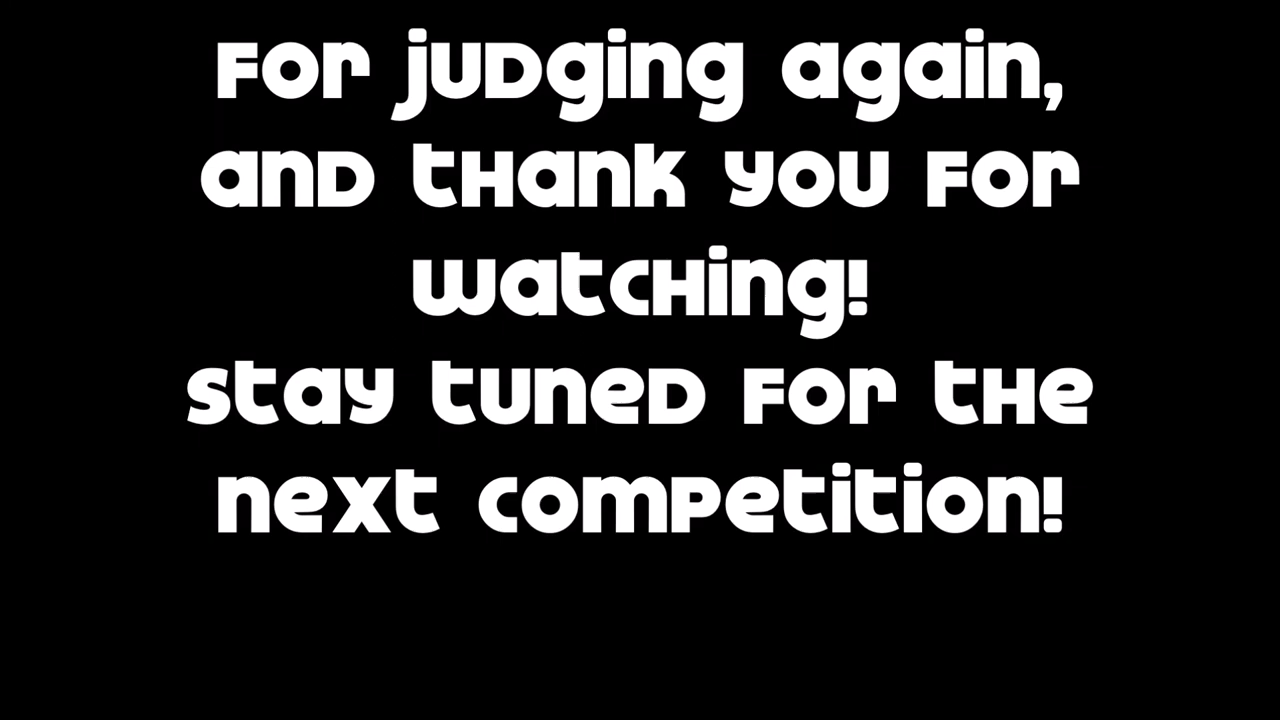 For judging again,
and thank you for
watching!
Stay tuned for the
next competition!